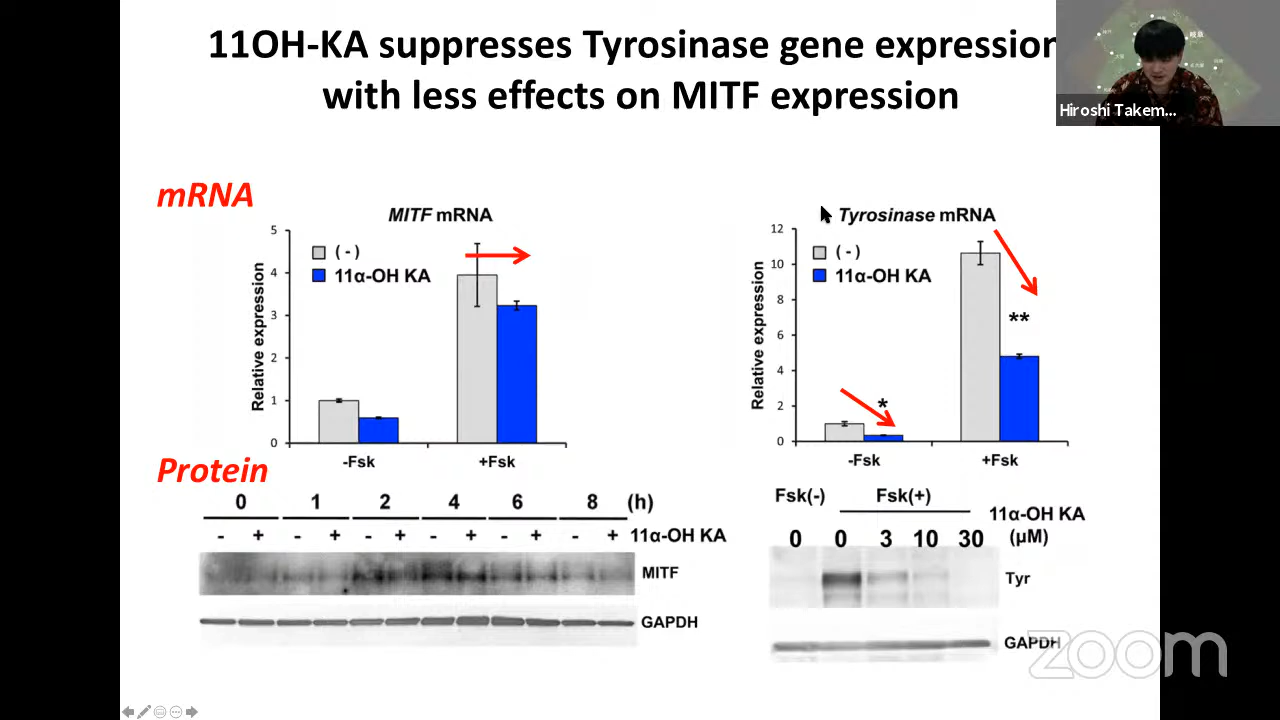 11OH-KA suppresses Tyrosinase gene expression
with less effects on MITF expression
Hiroshi Takem...
mRNA
MITF mRNA
5
4
3
2
1
0
Relative expression
( - )
11α-OH KA
-Fsk
+Fsk
Tyrosinase mRNA
12
10
8
6
4
2
0
Relative expression
( - )
11α-OH KA
*
**
-Fsk
+Fsk
Protein
0 1 2 4 6 8 (h)
- + - + - + - + - + - + 11α-OH KA
MITF
GAPDH
Fsk(-) Fsk(+)
11α-OH KA
0 0 3 10 30 (µM)
Tyr
GAPDH
zoom